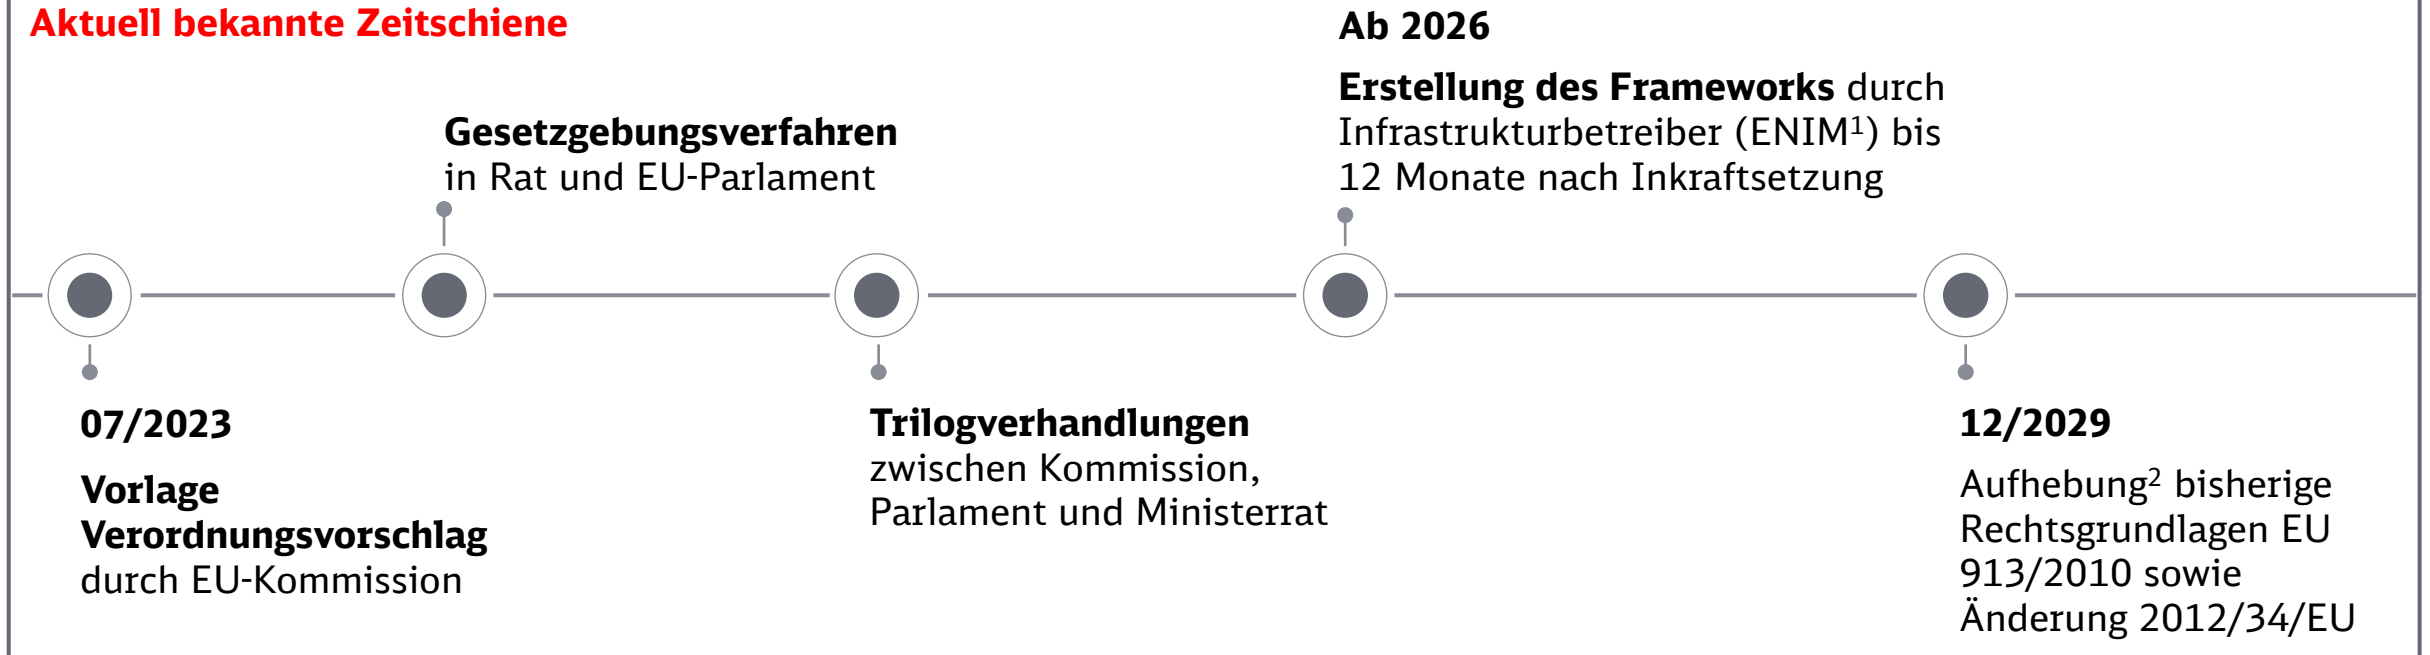 Aktuell bekannte Zeitschiene
07/2023
Vorlage
Verordnungsvorschlag
durch EU-Kommission
Gesetzgebungsverfahren
in Rat und EU-Parlament
Trilogverhandlungen
zwischen Kommission,
Parlament und Ministerrat
Ab 2026
Erstellung des Frameworks durch
Infrastrukturbetreiber (ENIM¹) bis
12 Monate nach Inkraftsetzung
12/2029
Aufhebung² bisherige
Rechtsgrundlagen EU
913/2010 sowie
Änderung 2012/34/EU